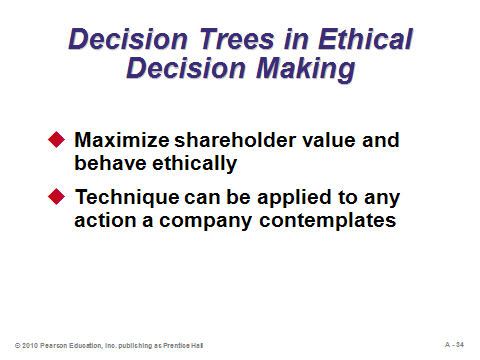 Decision Trees in Ethical
Decision Making
Maximize shareholder value and
behave ethically
Technique can be applied to any
action a company contemplates
© 2010 Pearson Education, Inc. publishing as Prentice Hall
A - 34